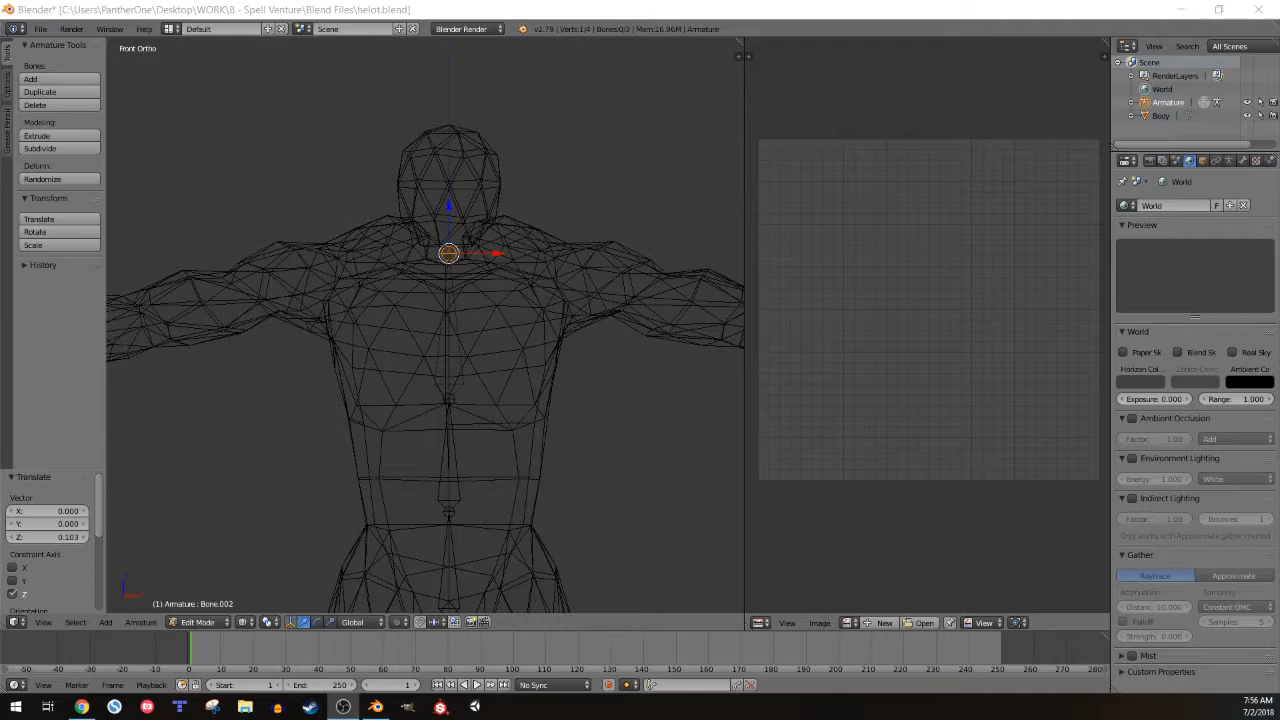 Blender* [C:\Users\PantherOne\Desktop\WORK\8 - Spell Venture\Blend Files\helot.blend]
File Render Window Help Default Scene Blender Render v2.79 | Verts:1/4 | Bones:0/3 | Mem:16.96M | Armature
View Search All Scenes
Tools
Options
Grease Pencil
Armature Tools
Bones:
Add
Duplicate
Delete
Modeling:
Extrude
Subdivide
Deform:
Randomize
Transform
Translate
Rotate
Scale
History
Translate
Vector
X: 0.000
Y: 0.000
Z: 0.103
Constraint Axis
X
Y
Z
Orientation
Front Ortho
(1) Armature : Bone.002
View Select Add Armature Edit Mode Global
View Image New Open View
Scene
RenderLayers
World
Armature
Body
World
World F
Preview
World
Paper Sk Blend Sk Real Sky
Horizon Col... Zenith Color Ambient Co
Exposure: 0.000 Range: 1.000
Ambient Occlusion
Factor: 1.00 Add
Environment Lighting
Energy: 1.000 White
Indirect Lighting
Factor: 1.00 Bounces: 1
Only works with Approximate gather method
Gather
Raytrace Approximate
Attenuation: Sampling:
Distan: 10.000 Constant QMC
Falloff Samples: 5
Strength: 0.000
Mist
Custom Properties
-50 -40 -30 -20 -10 0 10 20 30 40 50 60 70 80 90 100 110 120 130 140 150 160 170 180 190 200 210 220 230 240 250 260 270 280
View Marker Frame Playback Start: 1 End: 250 1 No Sync
7:56 AM
7/2/2018